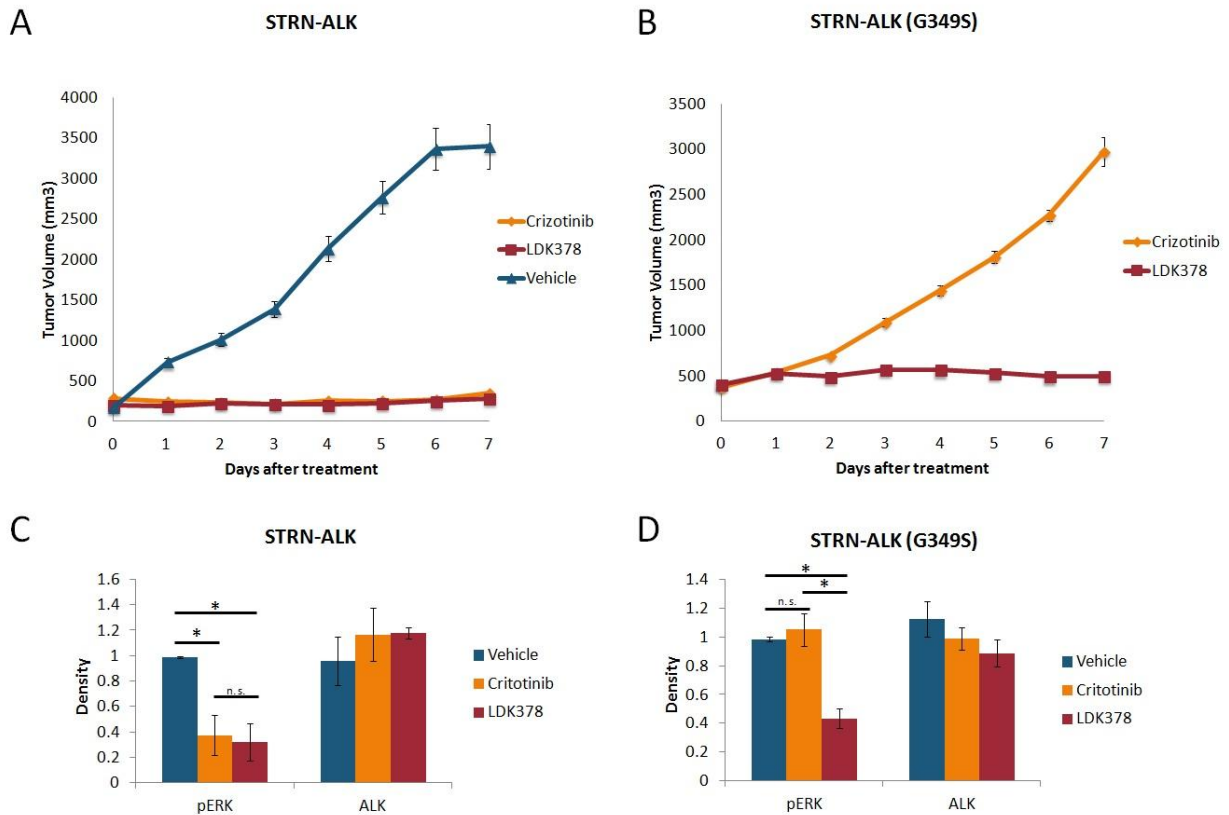 A
STRN-ALK
4000
3500
3000
2500
2000
1500
1000
500
0
Tumor Volume (mm3)
0 1 2 3 4 5 6 7
Days after treatment
Crizotinib
LDK378
Vehicle
B
STRN-ALK (G349S)
3500
3000
2500
2000
1500
1000
500
0
Tumor Volume (mm3)
0 1 2 3 4 5 6 7
Days after treatment
Crizotinib
LDK378
C
STRN-ALK
1.6
1.4
1.2
1
0.8
0.6
0.4
0.2
0
Density
*
*
n.s.
pERK ALK
Vehicle
Critotinib
LDK378
D
STRN-ALK (G349S)
1.4
1.2
1
0.8
0.6
0.4
0.2
0
Density
*
*
n.s.
pERK ALK
Vehicle
Critotinib
LDK378